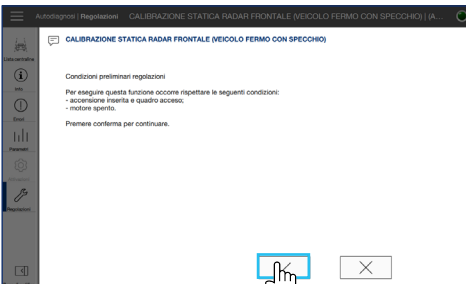 Autodiagnosi | Regolazioni CALIBRAZIONE STATICA RADAR FRONTALE (VEICOLO FERMO CON SPECCHIO) | (A...
CALIBRAZIONE STATICA RADAR FRONTALE (VEICOLO FERMO CON SPECCHIO)
Lista centraline
Condizioni preliminari regolazioni
Info
Per eseguire questa funzione occorre rispettare le seguenti condizioni:
- accensione inserita e quadro acceso;
- motore spento.
Errori
Premere conferma per continuare.
Parametri
Regolazioni